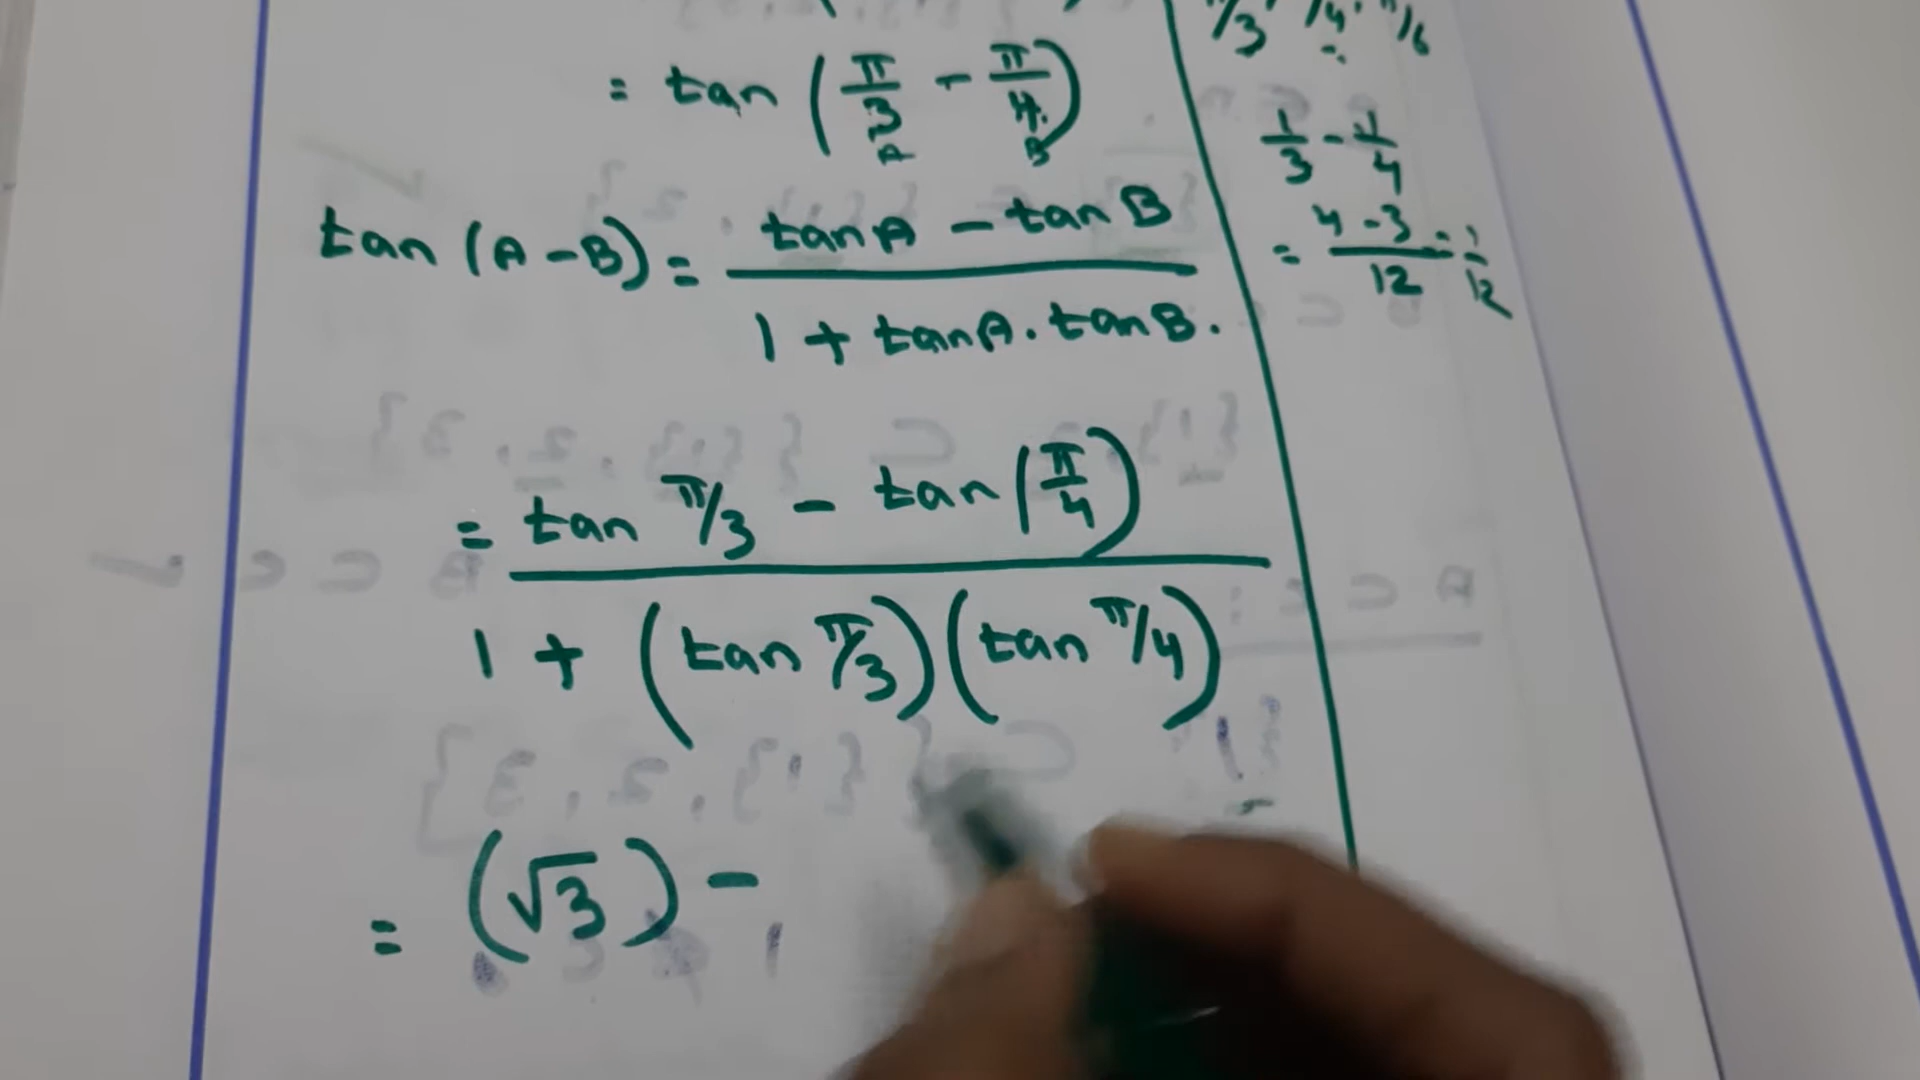 = tan (π/3 - π/4)
A B
tan (A - B) = tan A - tan B
1 + tan A . tan B .
= tan π/3 - tan (π/4)
1 + (tan π/3) (tan π/4)
= (√3) -
π/3, π/4, π/6
1/3 - 1/4
= 4 - 3 / 12 = 1/12